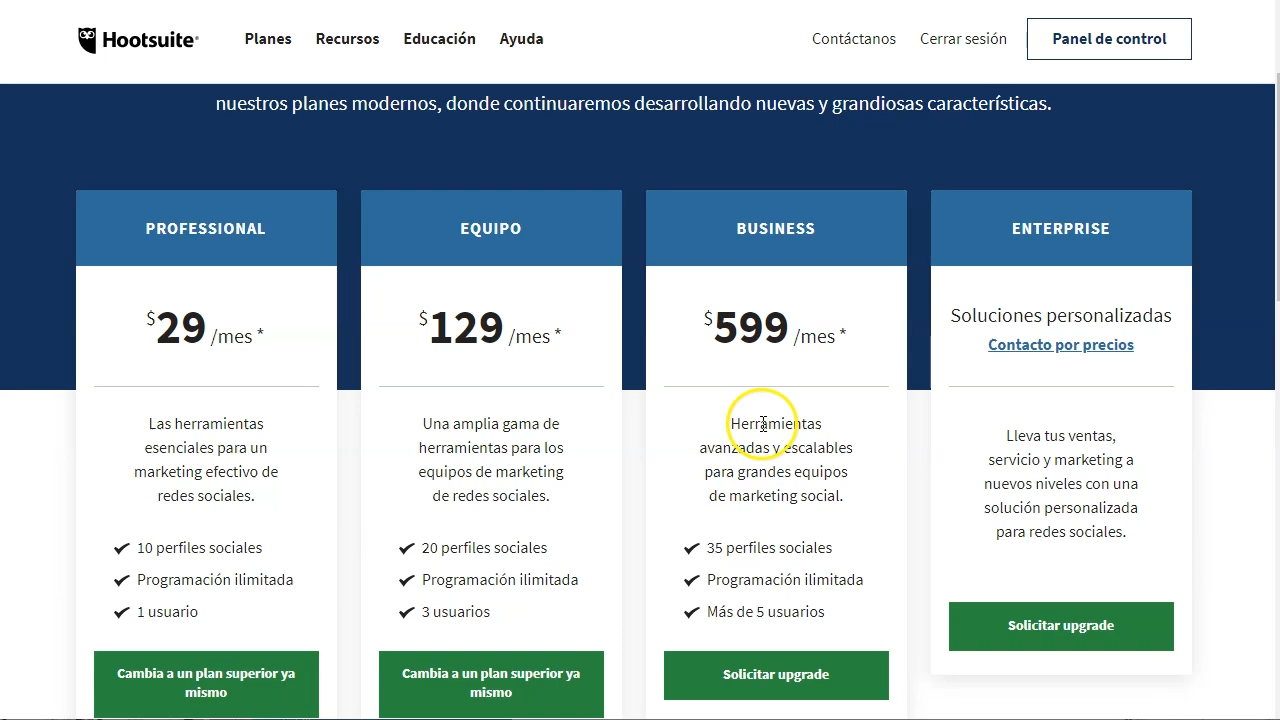 Hootsuite®
Planes
Recursos
Educación
Ayuda
Contáctanos
Cerrar sesión
Panel de control
nuestros planes modernos, donde continuaremos desarrollando nuevas y grandiosas características.
PROFESSIONAL
$29 /mes *
Las herramientas
esenciales para un
marketing efectivo de
redes sociales.
10 perfiles sociales
Programación ilimitada
1 usuario
Cambia a un plan superior ya
mismo
EQUIPO
$129 /mes *
Una amplia gama de
herramientas para los
equipos de marketing
de redes sociales.
20 perfiles sociales
Programación ilimitada
3 usuarios
Cambia a un plan superior ya
mismo
BUSINESS
$599 /mes *
Herramientas
avanzadas y escalables
para grandes equipos
de marketing social.
35 perfiles sociales
Programación ilimitada
Más de 5 usuarios
Solicitar upgrade
ENTERPRISE
Soluciones personalizadas
Contacto por precios
Lleva tus ventas,
servicio y marketing a
nuevos niveles con una
solución personalizada
para redes sociales.
Solicitar upgrade